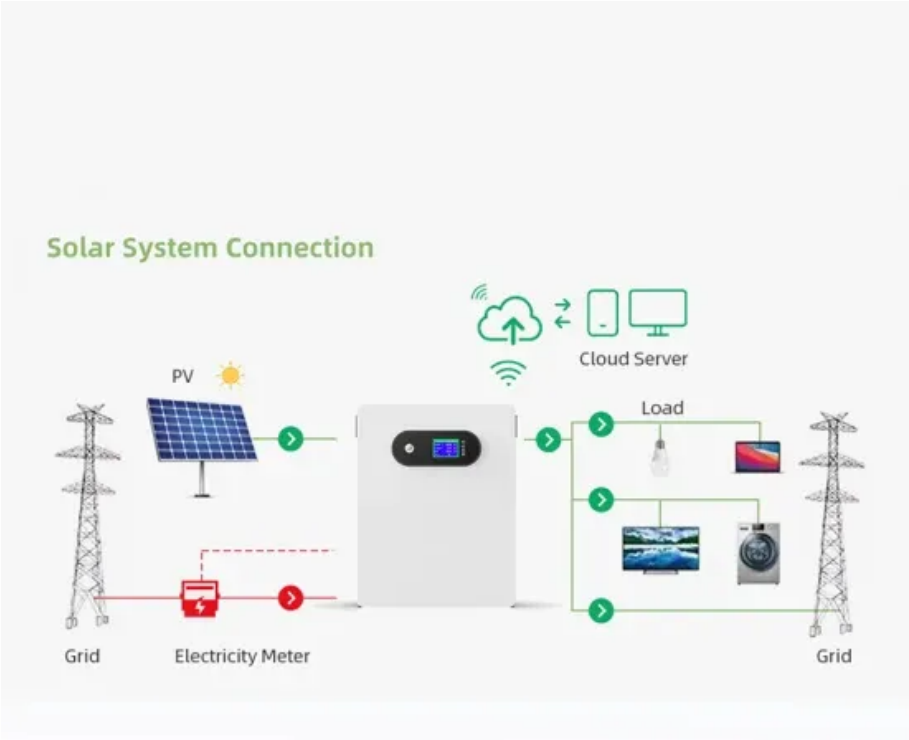 Solar System Connection
Cloud Server
PV
Load
Grid
Electricity Meter
Grid